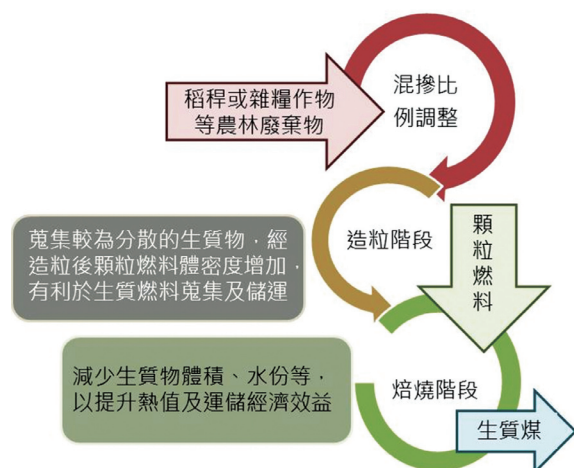 稻稈或雜糧作物
等農林廢棄物
混摻比
例調整
造粒階段
顆粒燃料
蒐集較為分散的生質物，經
造粒後顆粒燃料體密度增加，
有利於生質燃料蒐集及儲運
減少生質物體積、水份等，
以提升熱值及運儲經濟效益
焙燒階段
生質煤